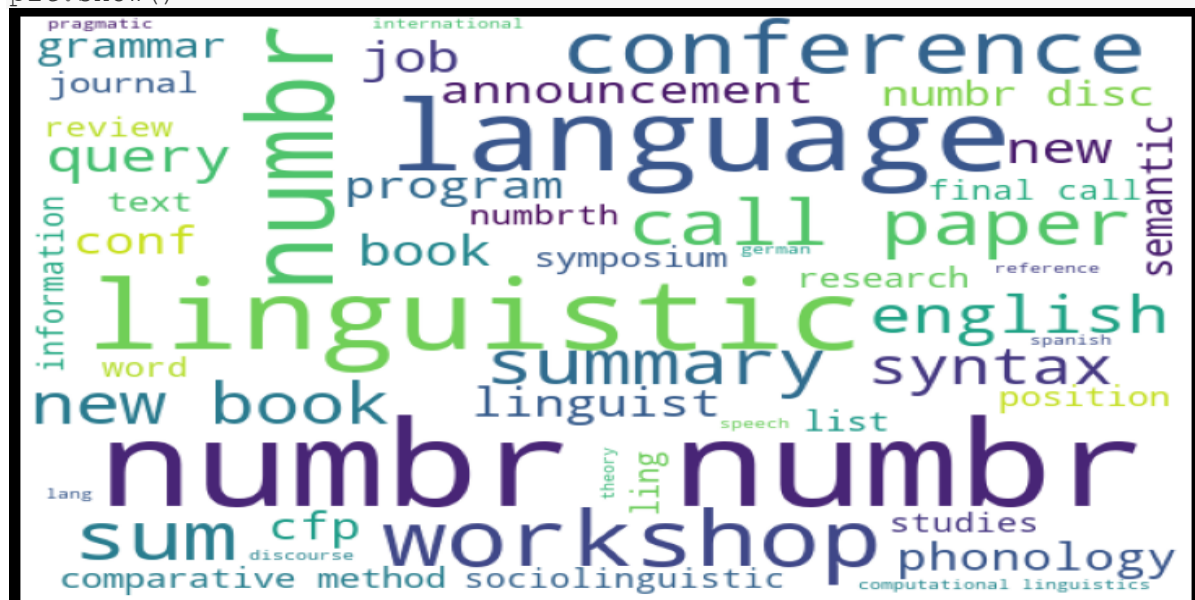 pragmatic
international
grammar
numbr
job
conference
journal
announcement
numbr disc
review
language
new
semantic
query
program
final call
text
numbrth
call
paper
information
conf
book
symposium
german
research
reference
linguistic
english
spanish
word
summary
syntax
new book
linguist
position
speech
list
numbr numbr
theory
ling
lang
sum
cfp
workshop
studies
discourse
phonology
comparative method
sociolinguistic
computational linguistics